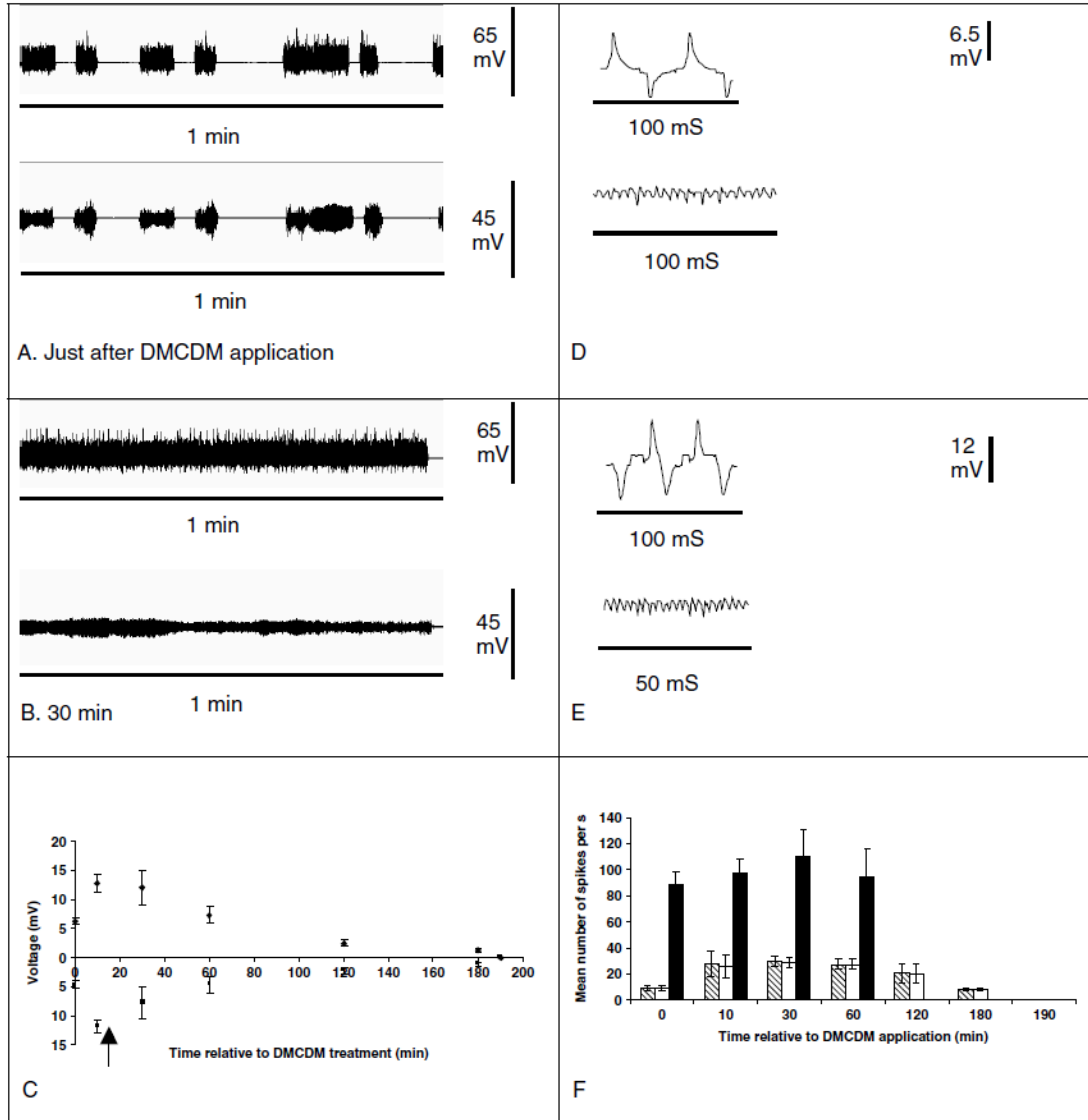 65
mV
1 min
45
mV
1 min
A. Just after DMCDM application
6.5
mV
100 mS
100 mS
D
65
mV
1 min
45
mV
1 min
B. 30 min
12
mV
100 mS
50 mS
E
Voltage (mV)
20
15
10
5
0
5
10
15
0 20 40 60 80 100 120 140 160 180 200
Time relative to DMCDM treatment (min)
C
Mean number of spikes per s
140
120
100
80
60
40
20
0
0 10 30 60 120 180 190
Time relative to DMCDM application (min)
F